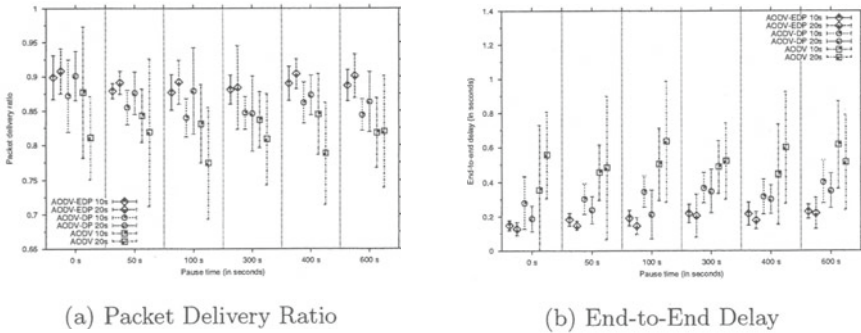 1
0.95
0.9
0.85
0.8
0.75
0.7
0.65
Packet delivery ratio
AODV-EDP 10s
AODV-EDP 20s
AODV-DP 10s
AODV-DP 20s
AODV 10s
AODV 20s
0 s 50 s 100 s 300 s 400 s 600 s
Pause time (in seconds)
(a) Packet Delivery Ratio
1.4
1.2
1
0.8
0.6
0.4
0.2
0
End-to-end delay (in seconds)
AODV-EDP 10s
AODV-EDP 20s
AODV-DP 10s
AODV-DP 20s
AODV 10s
AODV 20s
0 s 50 s 100 s 300 s 400 s 600 s
Pause time (in seconds)
(b) End-to-End Delay